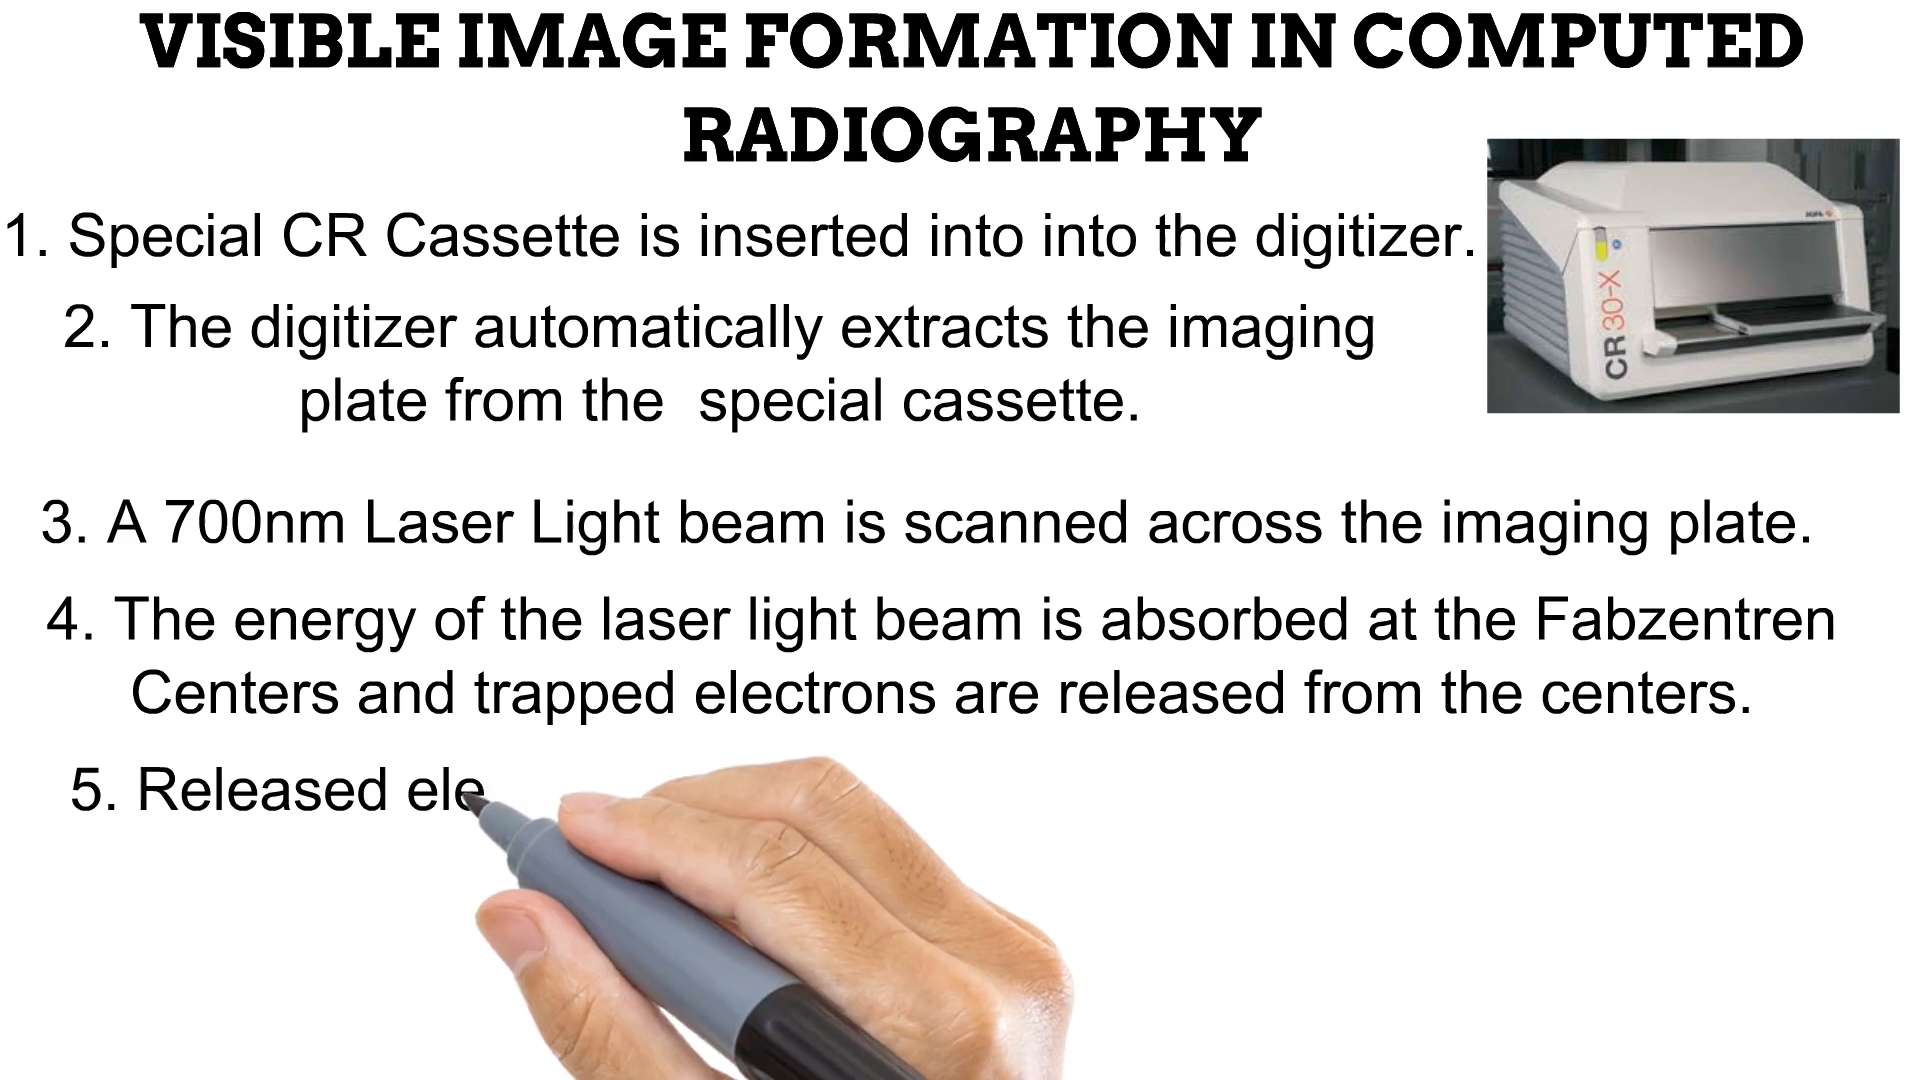 VISIBLE IMAGE FORMATION IN COMPUTED
RADIOGRAPHY
1. Special CR Cassette is inserted into into the digitizer.
2. The digitizer automatically extracts the imaging
plate from the special cassette.
AGFA
CR 30-X
3. A 700nm Laser Light beam is scanned across the imaging plate.
4. The energy of the laser light beam is absorbed at the Fabzentren
Centers and trapped electrons are released from the centers.
5. Released ele